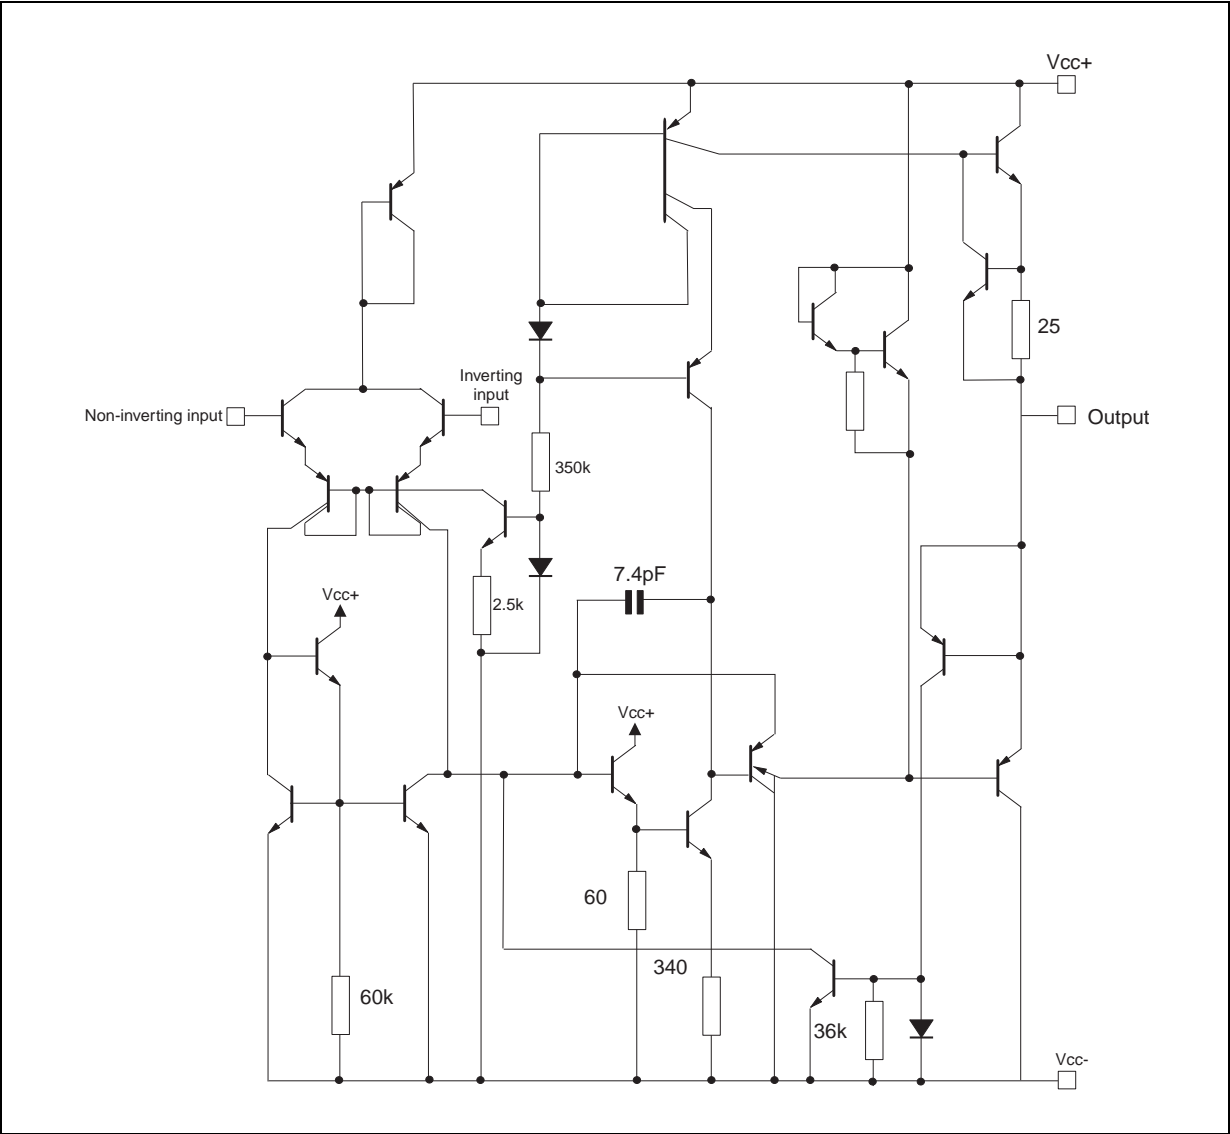 Vcc+
25
Inverting
input
Non-inverting input
Output
350k
7.4pF
Vcc+
2.5k
Vcc+
60
340
60k
36k
Vcc-